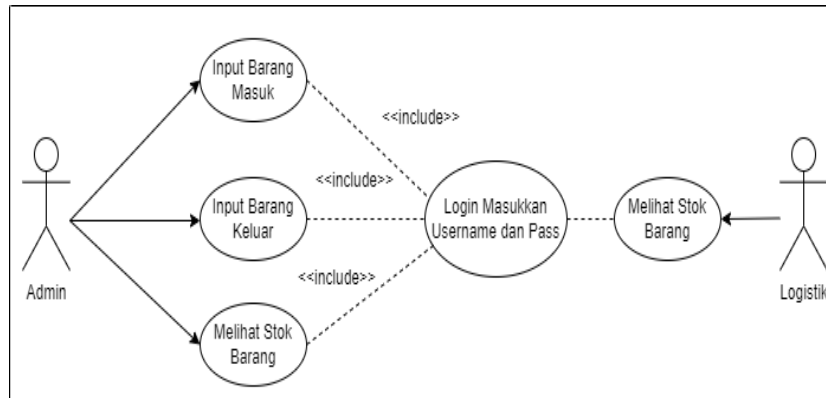 Input Barang
Masuk
<<include>>
<<include>>
Input Barang
Keluar
Login Masukkan
Username dan Pass
Melihat Stok
Barang
<<include>>
Admin
Logistik
Melihat Stok
Barang